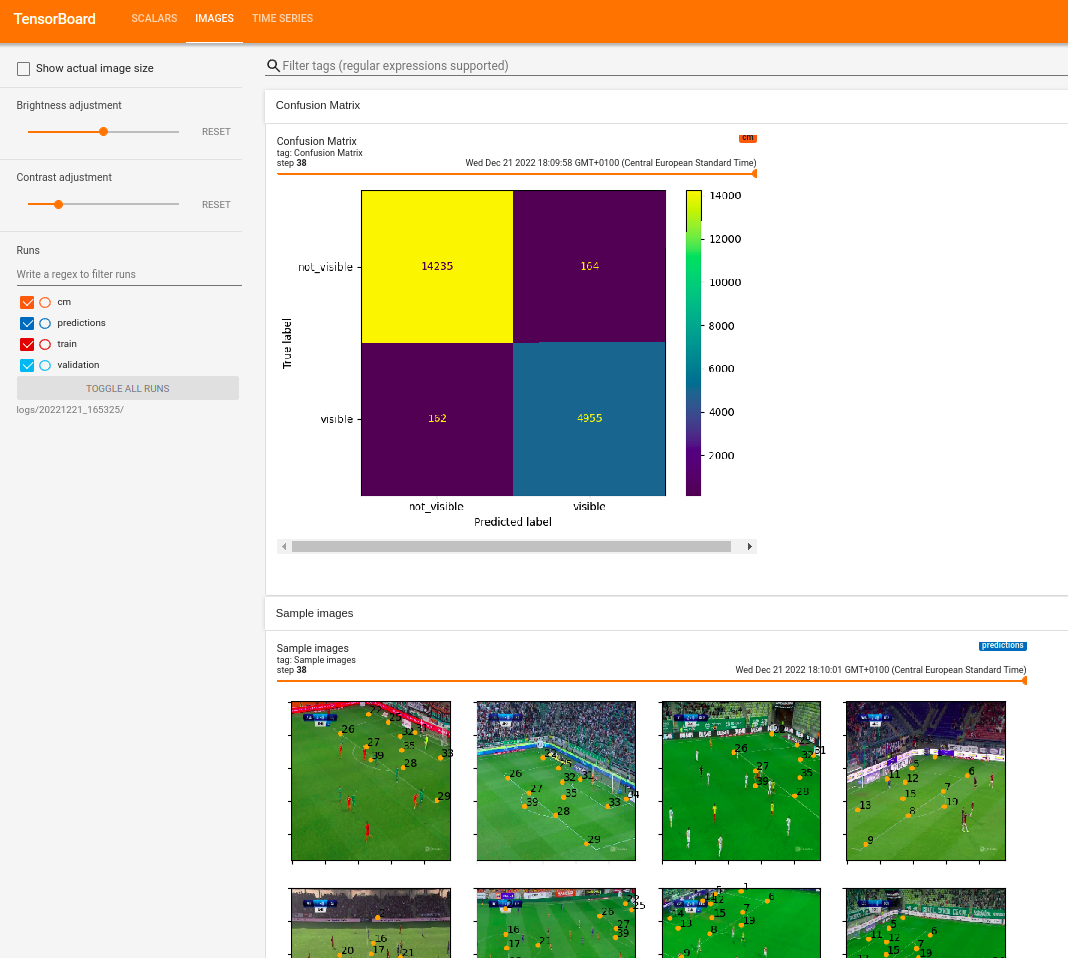 TensorBoard SCALARS IMAGES TIME SERIES
Show actual image size
Brightness adjustment
RESET
Contrast adjustment
RESET
Runs
Write a regex to filter runs
cm
predictions
train
validation
TOGGLE ALL RUNS
logs/20221221_165325/
Filter tags (regular expressions supported)
Confusion Matrix
Confusion Matrix
cm
tag: Confusion Matrix
step 38 Wed Dec 21 2022 18:09:58 GMT+0100 (Central European Standard Time)
14000
12000
10000
8000
6000
4000
2000
True label
not_visible 14235 164
visible 162 4955
not_visible visible
Predicted label
Sample images
Sample images
predictions
tag: Sample images
step 38 Wed Dec 21 2022 18:10:01 GMT+0100 (Central European Standard Time)
26
27
39
35
28
33
29
26
27
39
32
31
35
28
33
34
29
26
27
39
31
35
28
11
12
5
6
7
15
19
8
13
9
16
17
20
21
16
17
21
26
25
27
39
5
12
1
6
7
15
19
8
13
9
5
6
11
12
7
15
19